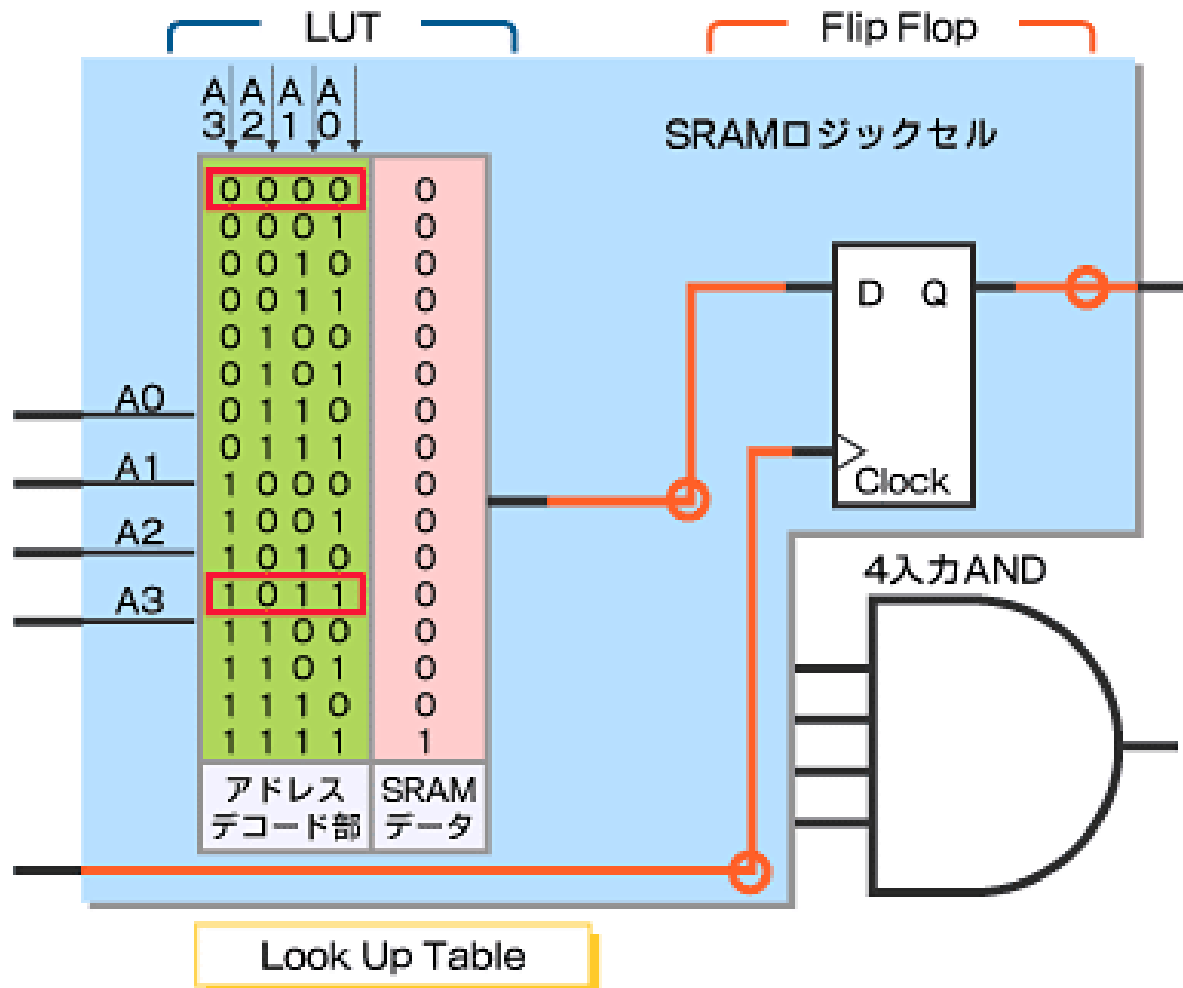 LUT
Flip Flop
A3 A2 A1 A0
SRAMロジックセル
0 0 0 0 0
0 0 0 1 0
0 0 1 0 0
0 0 1 1 0
0 1 0 0 0
0 1 0 1 0
0 1 1 0 0
0 1 1 1 0
1 0 0 0 0
1 0 0 1 0
1 0 1 0 0
1 0 1 1 0
1 1 0 0 0
1 1 0 1 0
1 1 1 0 0
1 1 1 1 1
アドレス
デコード部
SRAM
データ
A0
A1
A2
A3
D Q
Clock
4入力AND
Look Up Table